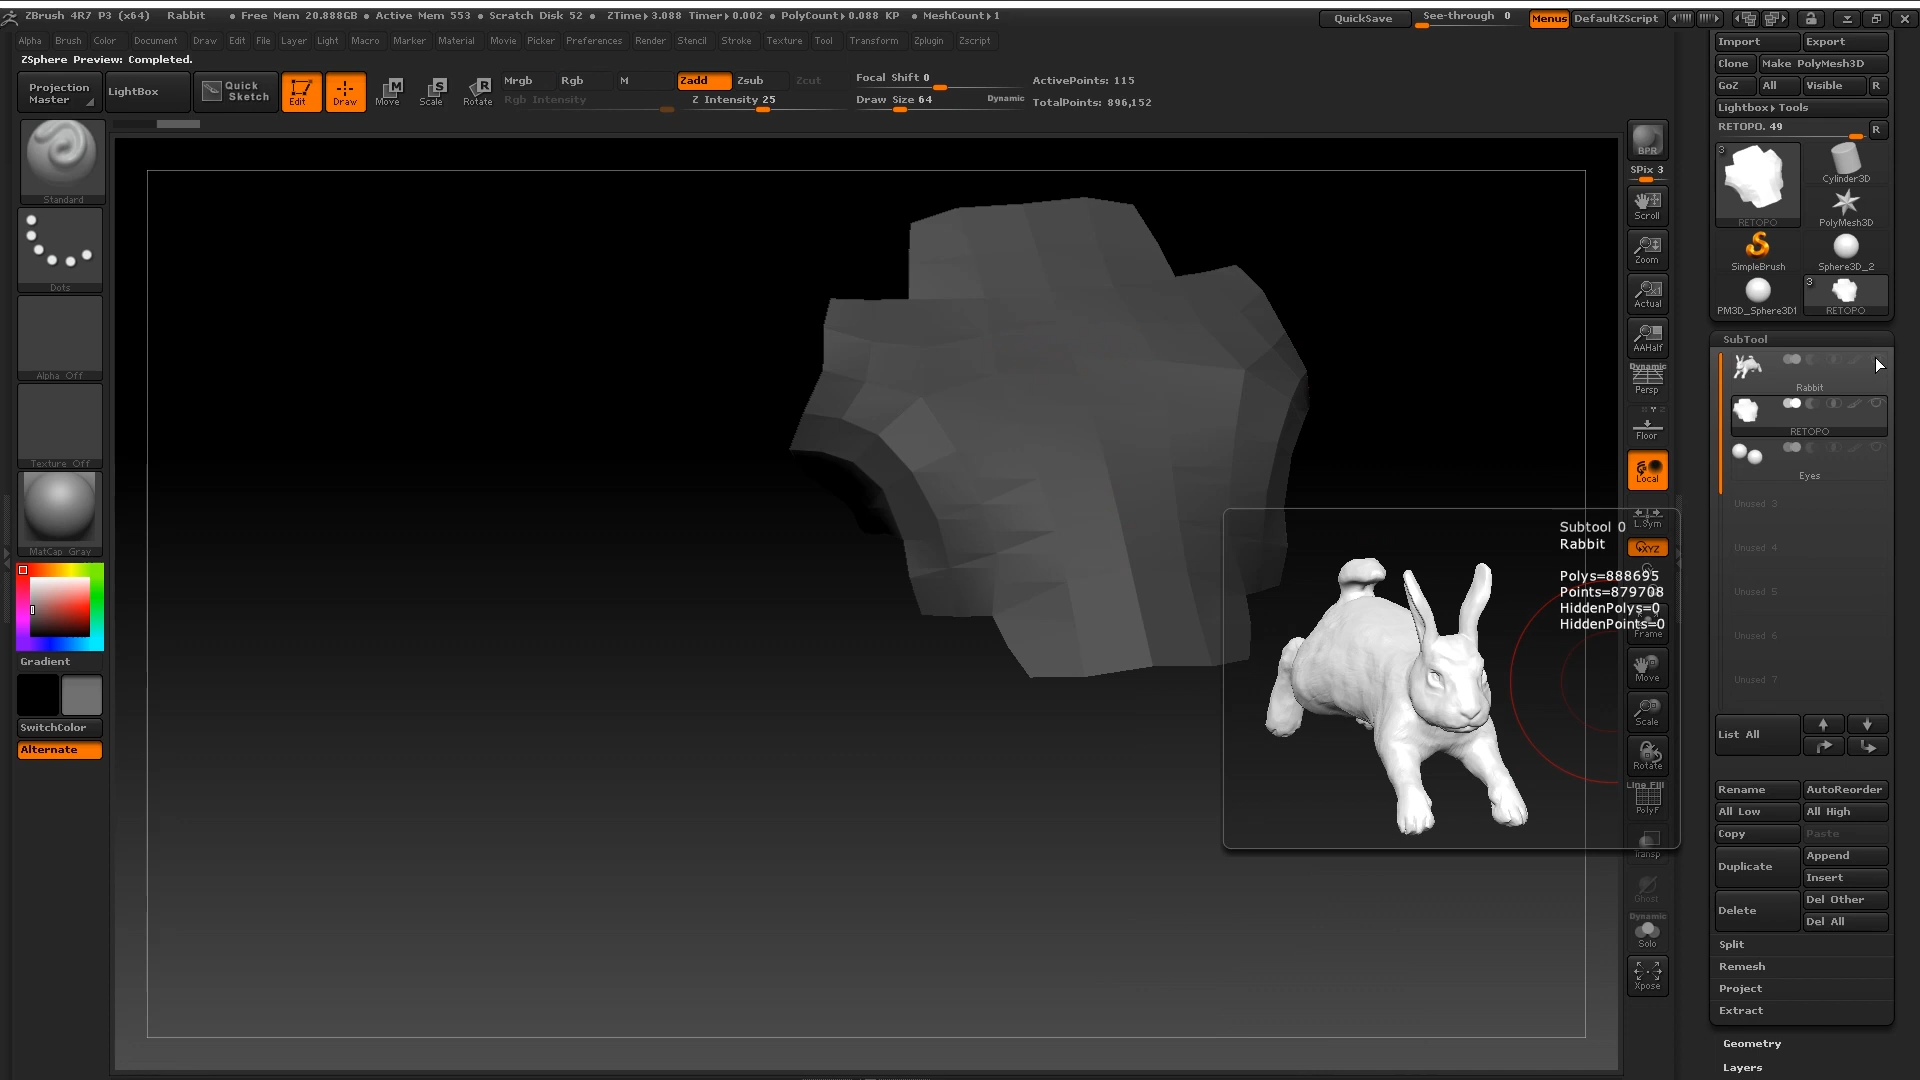 ZBrush 4R7 P3 (x64) Rabbit • Free Mem 20.888GB • Active Mem 553 • Scratch Disk 52 • ZTime▸3.088 Timer▸0.002 • PolyCount▸0.088 KP • MeshCount▸1 QuickSave See-through 0 Menus DefaultZScript
Alpha Brush Color Document Draw Edit File Layer Light Macro Marker Material Movie Picker Preferences Render Stencil Stroke Texture Tool Transform Zplugin Zscript
ZSphere Preview: Completed.
Projection Master
LightBox
Quick Sketch
Edit
Draw
Move
Scale
Rotate
Mrgb Rgb M Zadd Zsub Zcut
Rgb Intensity Z Intensity 25
Focal Shift 0
Draw Size 64 Dynamic
ActivePoints: 115
TotalPoints: 896,152
Standard
Dots
Alpha Off
Texture Off
MatCap Gray
Gradient
SwitchColor
Alternate
BPR
SPix 3
Scroll
Zoom
Actual
AAHalf
Dynamic
Persp
Floor
Local
L.Sym
XYZ
Frame
Move
Scale
Rotate
Line Fill
PolyF
Transp
Ghost
Dynamic
Solo
Xpose
Subtool 0
Rabbit
Polys=888695
Points=879708
HiddenPolys=0
HiddenPoints=0
Import Export
Clone Make PolyMesh3D
GoZ All Visible R
Lightbox▸Tools
RETOPO. 49 R
3
RETOPO
Cylinder3D
PolyMesh3D
SimpleBrush
Sphere3D_2
PM3D_Sphere3D1
3
RETOPO
SubTool
Rabbit
RETOPO
Eyes
Unused 3
Unused 4
Unused 5
Unused 6
Unused 7
List All
Rename AutoReorder
All Low All High
Copy Paste
Duplicate Append
Insert
Delete Del Other
Del All
Split
Remesh
Project
Extract
Geometry
Layers